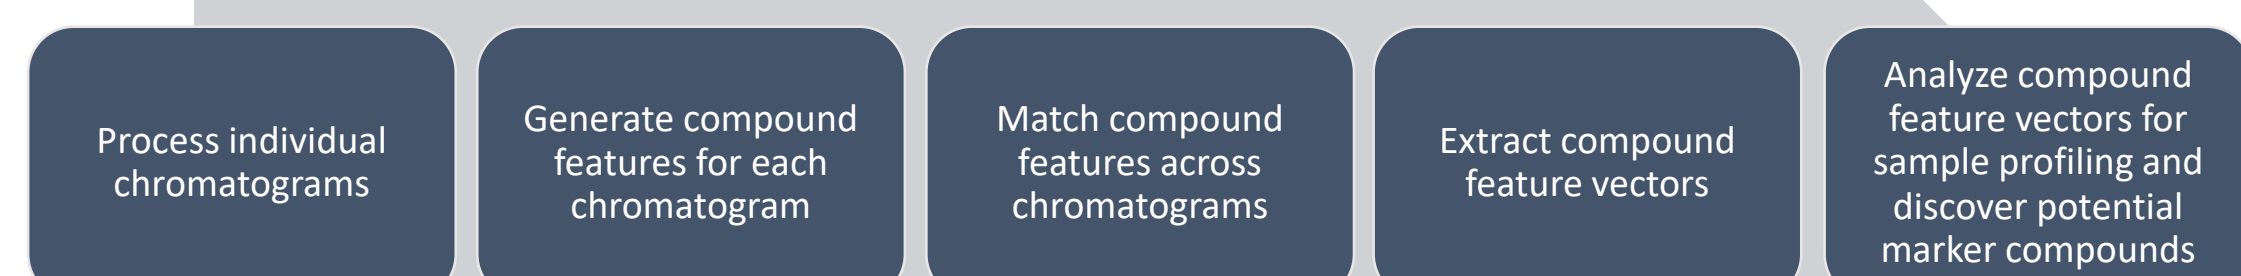 Process individual
chromatograms
Generate compound
features for each
chromatogram
Match compound
features across
chromatograms
Extract compound
feature vectors
Analyze compound
feature vectors for
sample profiling and
discover potential
marker compounds